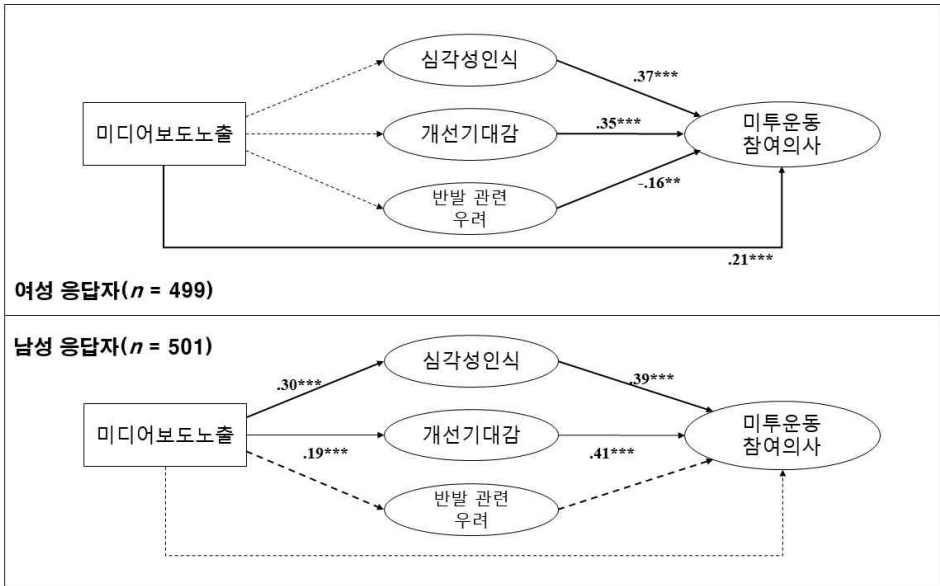 심각성인식
.37***
미디어보도노출
개선기대감
.35***
미투운동
참여의사
반발 관련
우려
-.16**
.21***
여성 응답자(n = 499)
남성 응답자(n = 501)
심각성인식
.30***
.39***
미디어보도노출
개선기대감
미투운동
참여의사
.19***
.41***
반발 관련
우려